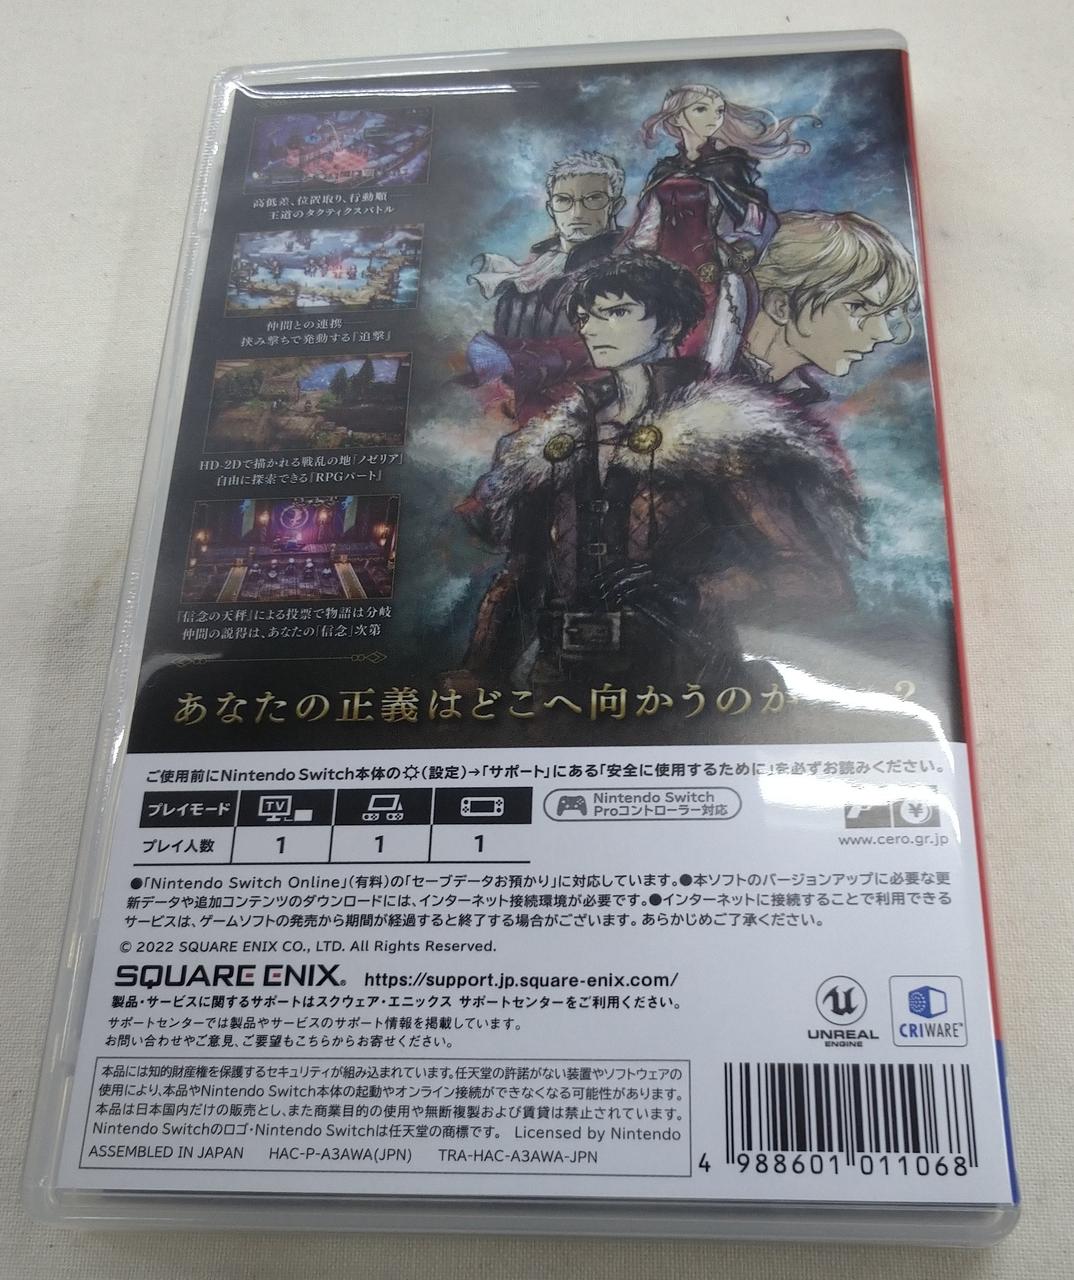 高低差、位置取り、行動順
王道のタクティクスバトル
仲間との連携
挟み撃ちで発動する「追撃」
HD-2Dで描かれる戦乱の地「ノゼリア」
自由に探索できる「RPGパート」
『信念の天秤』による投票で物語は分岐
仲間の説得は、あなたの「信念」次第
あなたの正義はどこへ向かうのか ?
ご使用前にNintendo Switch本体の(設定)→「サポート」にある「安全に使用するために」を必ずお読みください。
プレイモード TV
プレイ人数 1 1 1
Nintendo Switch
Proコントローラー対応
www.cero.gr.jp
●「Nintendo Switch Online」(有料)の「セーブデータお預かり」に対応しています。●本ソフトのバージョンアップに必要な更
新データや追加コンテンツのダウンロードには、インターネット接続環境が必要です。●インターネットに接続することで利用できる
サービスは、ゲームソフトの発売から期間が経過すると終了する場合がございます。あらかじめご了承ください。
© 2022 SQUARE ENIX CO., LTD. All Rights Reserved.
SQUARE ENIX® https://support.jp.square-enix.com/
製品・サービスに関するサポートはスクウェア・エニックス サポートセンターをご利用ください。
サポートセンターでは製品やサービスのサポート情報を掲載しています。
お問い合わせやご意見、ご要望もこちらからお寄せください。
UNREAL
ENGINE
CRIWARE™
本品には知的財産権を保護するセキュリティが組み込まれています。任天堂の許諾がない装置やソフトウェアの
使用により、本品やNintendo Switch本体の起動やオンライン接続ができなくなる可能性があります。
本品は日本国内だけの販売とし、また商業目的の使用や無断複製および賃貸は禁止されています。
Nintendo Switchのロゴ・Nintendo Switchは任天堂の商標です。 Licensed by Nintendo
ASSEMBLED IN JAPAN HAC-P-A3AWA(JPN) TRA-HAC-A3AWA-JPN
4 988601 011068